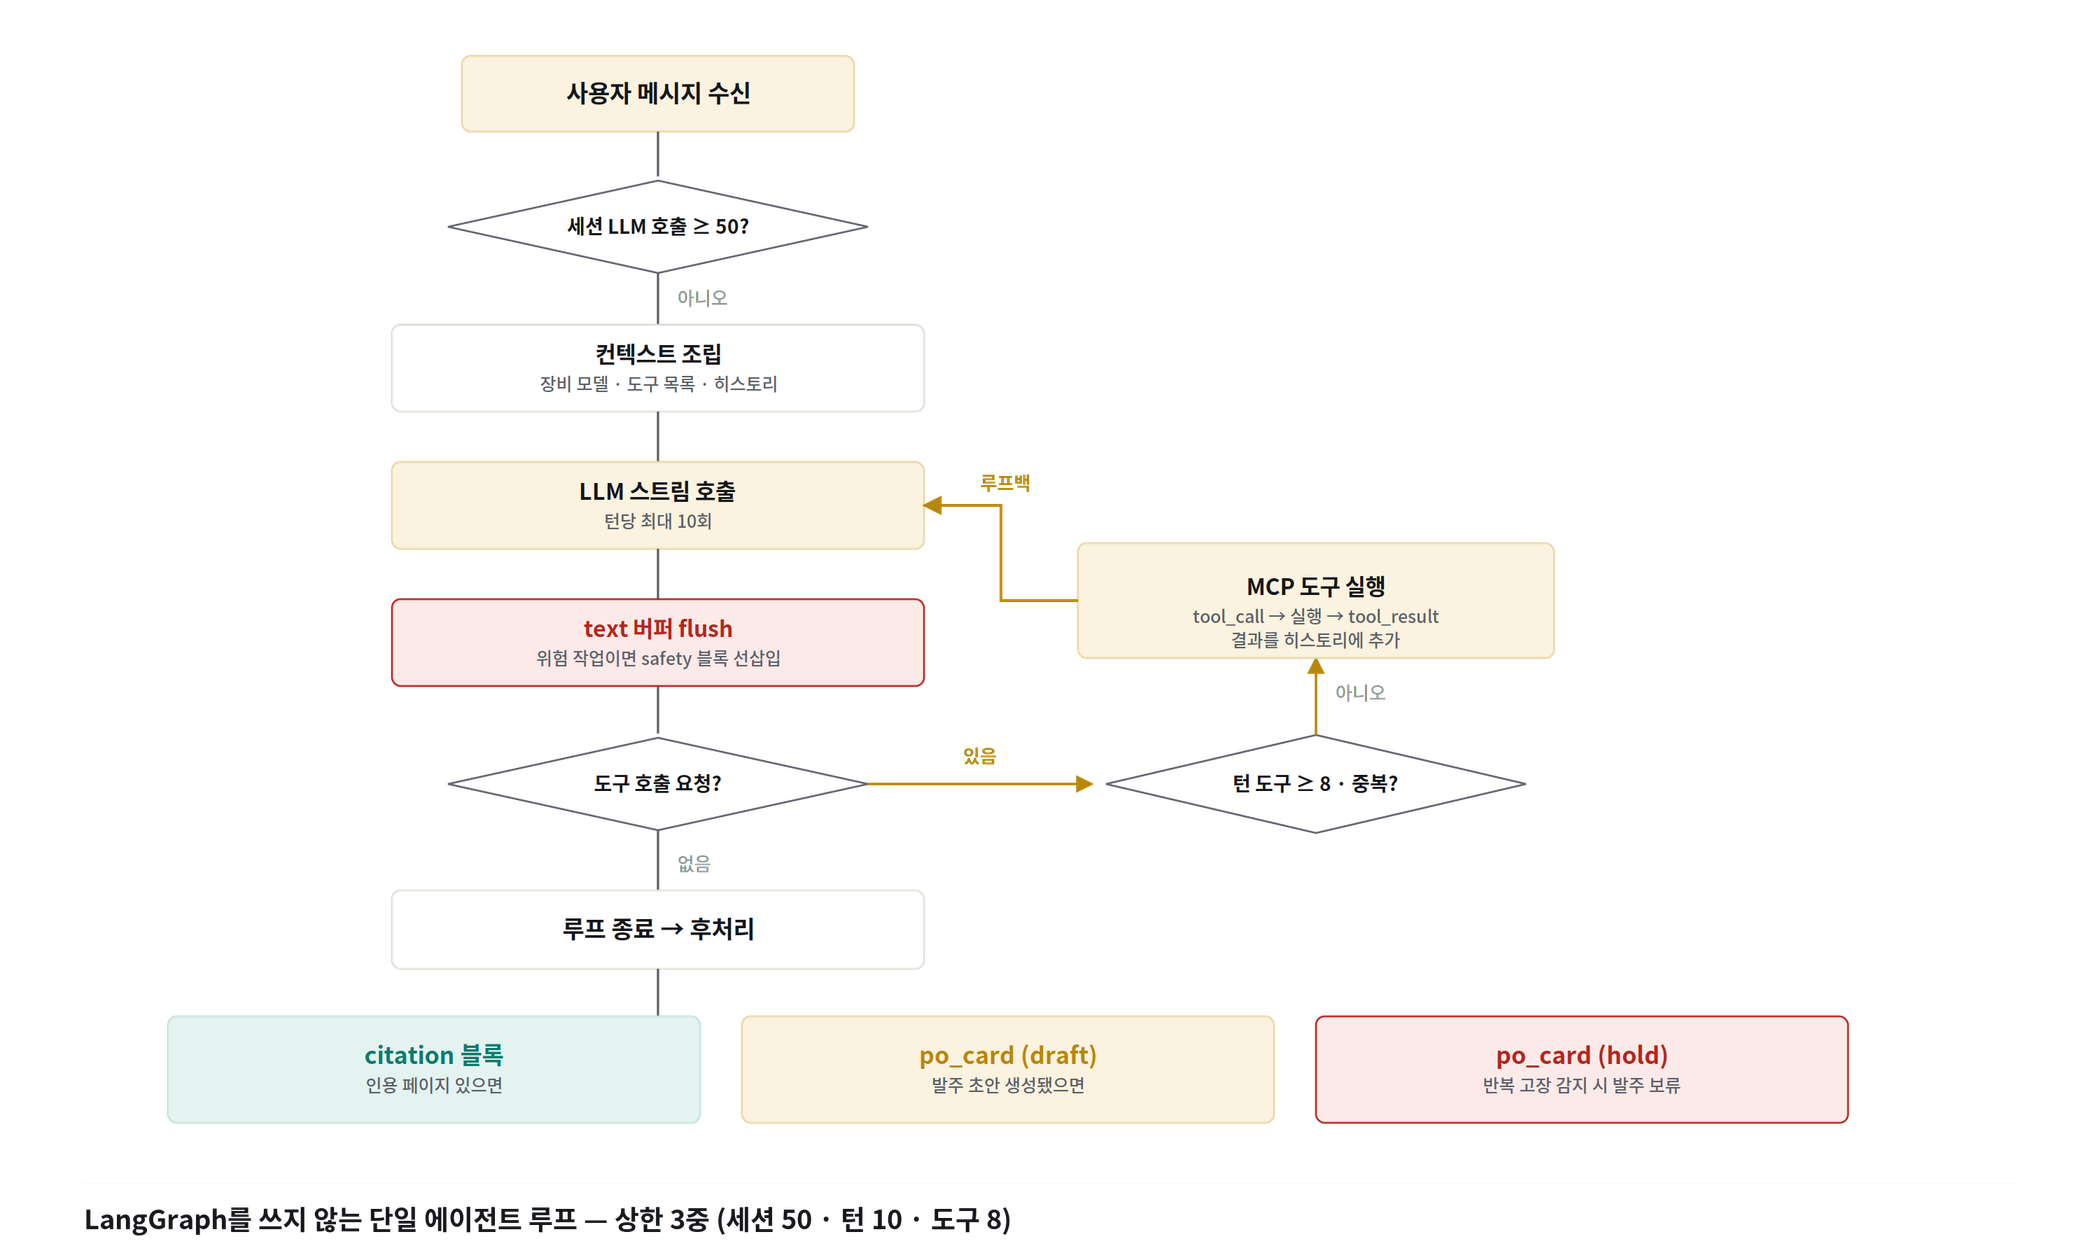 사용자 메시지 수신
세션 LLM 호출 ≥ 50?
아니오
컨텍스트 조립
장비 모델 · 도구 목록 · 히스토리
LLM 스트림 호출
턴당 최대 10회
루프백
MCP 도구 실행
tool_call → 실행 → tool_result
결과를 히스토리에 추가
text 버퍼 flush
위험 작업이면 safety 블록 선삽입
아니오
도구 호출 요청?
있음
턴 도구 ≥ 8 · 중복?
없음
루프 종료 → 후처리
citation 블록
인용 페이지 있으면
po_card (draft)
발주 초안 생성됐으면
po_card (hold)
반복 고장 감지 시 발주 보류
LangGraph를 쓰지 않는 단일 에이전트 루프 — 상한 3중 (세션 50 · 턴 10 · 도구 8)